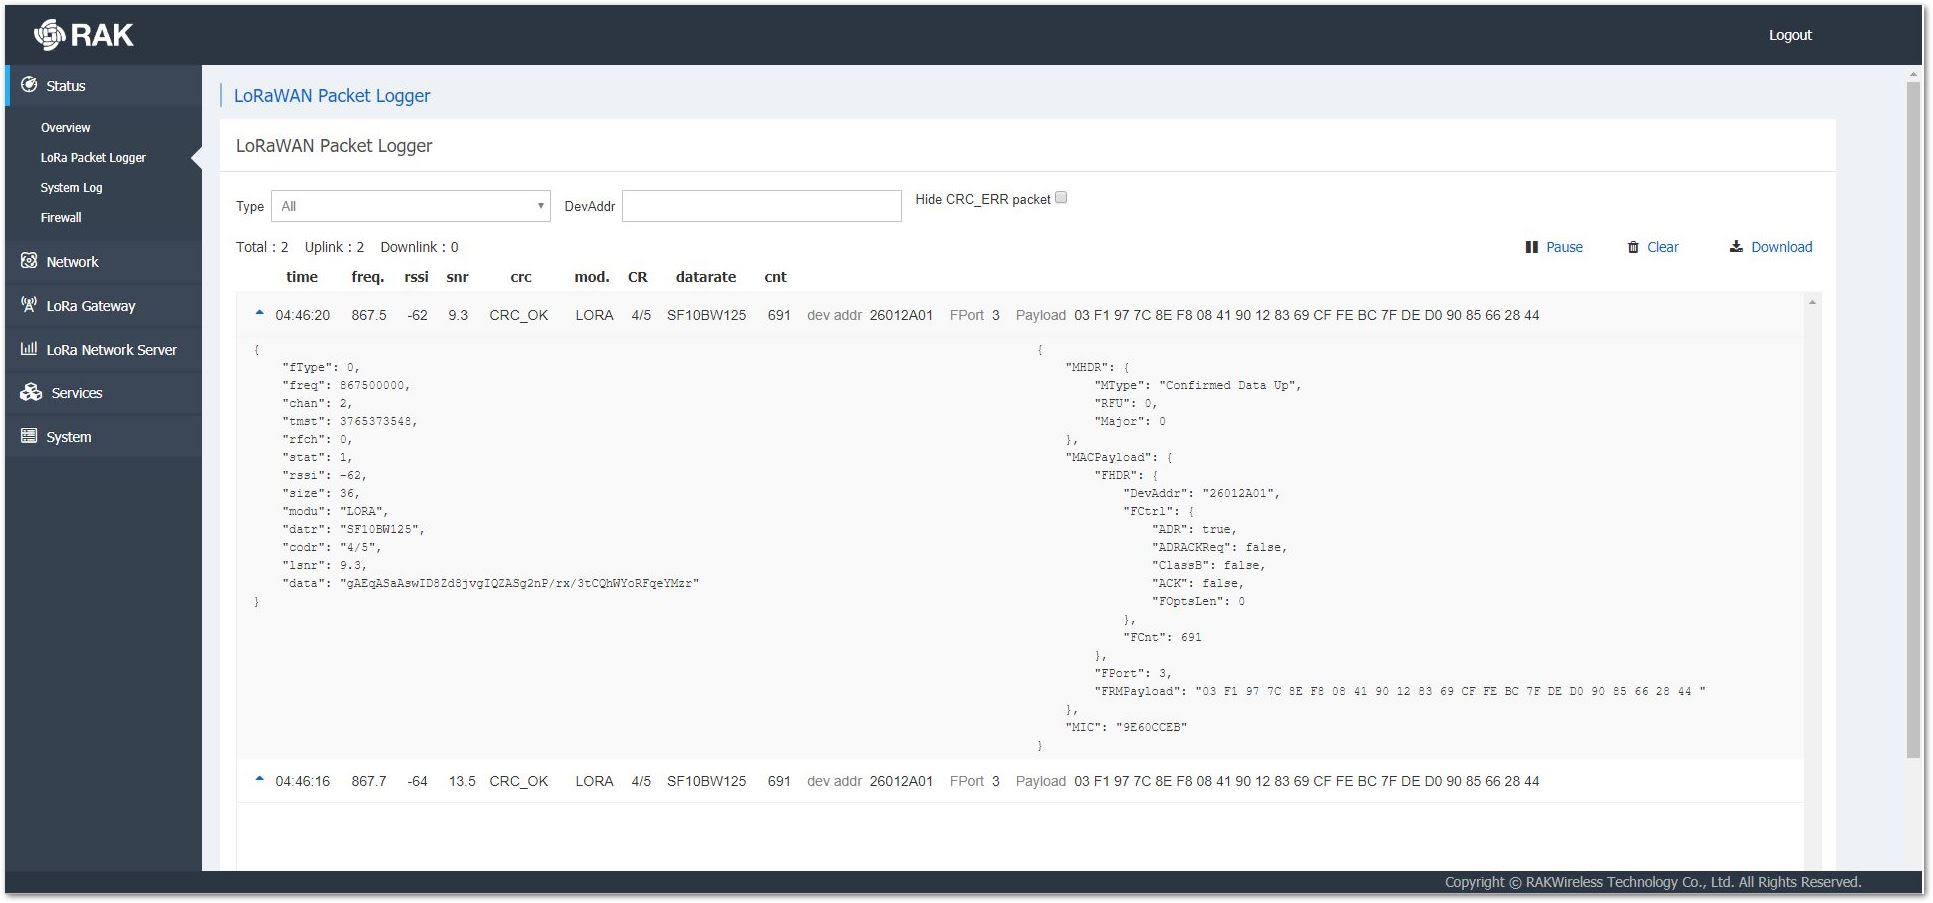 RAK
Logout
Status
Overview
LoRa Packet Logger
System Log
Firewall
Network
LoRa Gateway
LoRa Network Server
Services
System
LoRaWAN Packet Logger
LoRaWAN Packet Logger
Type All DevAddr Hide CRC_ERR packet
Total : 2 Uplink : 2 Downlink : 0 Pause Clear Download
time freq. rssi snr crc mod. CR datarate cnt
04:46:20 867.5 -62 9.3 CRC_OK LORA 4/5 SF10BW125 691 dev addr 26012A01 FPort 3 Payload 03 F1 97 7C 8E F8 08 41 90 12 83 69 CF FE BC 7F DE D0 90 85 66 28 44
{
"fType": 0,
"freq": 867500000,
"chan": 2,
"tmst": 3765373548,
"rfch": 0,
"stat": 1,
"rssi": -62,
"size": 36,
"modu": "LORA",
"datr": "SF10BW125",
"codr": "4/5",
"lsnr": 9.3,
"data": "gAEqASaAswID8Zd8jvgIQZASg2nP/rx/3tCQhWYoRFqeYMzr"
}
{
"MHDR": {
"MType": "Confirmed Data Up",
"RFU": 0,
"Major": 0
},
"MACPayload": {
"FHDR": {
"DevAddr": "26012A01",
"FCtrl": {
"ADR": true,
"ADRACKReq": false,
"ClassB": false,
"ACK": false,
"FOptsLen": 0
},
"FCnt": 691
},
"FPort": 3,
"FRMPayload": "03 F1 97 7C 8E F8 08 41 90 12 83 69 CF FE BC 7F DE D0 90 85 66 28 44 "
},
"MIC": "9E60CCEB"
}
04:46:16 867.7 -64 13.5 CRC_OK LORA 4/5 SF10BW125 691 dev addr 26012A01 FPort 3 Payload 03 F1 97 7C 8E F8 08 41 90 12 83 69 CF FE BC 7F DE D0 90 85 66 28 44
Copyright © RAKWireless Technology Co., Ltd. All Rights Reserved.